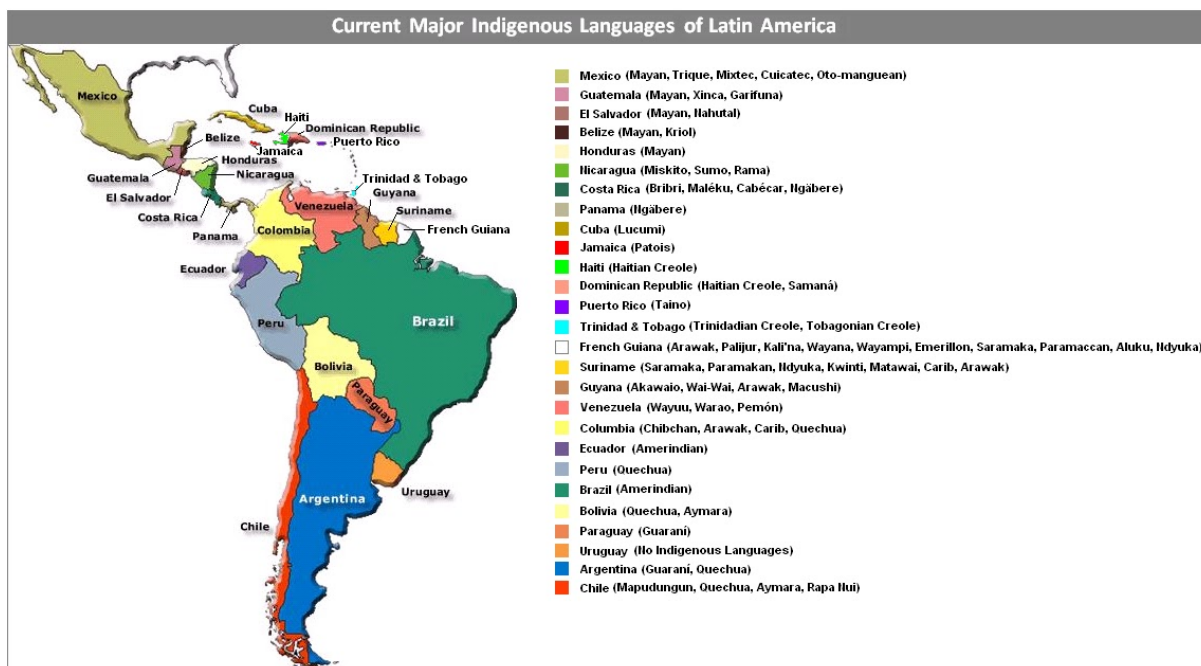 Current Major Indigenous Languages of Latin America
Mexico
Cuba
Haiti
Dominican Republic
Belize
Jamaica
Puerto Rico
Honduras
Guatemala
Nicaragua
El Salvador
Trinidad & Tobago
Guyana
Costa Rica
Venezuela
Suriname
Panama
Colombia
French Guiana
Ecuador
Peru
Brazil
Bolivia
Paraguay
Uruguay
Argentina
Chile
Mexico (Mayan, Trique, Mixtec, Cuicatec, Oto-manguean)
Guatemala (Mayan, Xinca, Garifuna)
El Salvador (Mayan, Nahutal)
Belize (Mayan, Kriol)
Honduras (Mayan)
Nicaragua (Miskito, Sumo, Rama)
Costa Rica (Bribri, Maléku, Cabécar, Ngäbere)
Panama (Ngäbere)
Cuba (Lucumi)
Jamaica (Patois)
Haiti (Haitian Creole)
Dominican Republic (Haitian Creole, Samaná)
Puerto Rico (Taino)
Trinidad & Tobago (Trinidadian Creole, Tobagonian Creole)
French Guiana (Arawak, Palijur, Kali'na, Wayana, Wayampi, Emerillon, Saramaka, Paramaccan, Aluku, Ndyuka)
Suriname (Saramaka, Paramakan, Ndyuka, Kwinti, Matawai, Carib, Arawak)
Guyana (Akawaio, Wai-Wai, Arawak, Macushi)
Venezuela (Wayuu, Warao, Pemón)
Columbia (Chibchan, Arawak, Carib, Quechua)
Ecuador (Amerindian)
Peru (Quechua)
Brazil (Amerindian)
Bolivia (Quechua, Aymara)
Paraguay (Guaraní)
Uruguay (No Indigenous Languages)
Argentina (Guaraní, Quechua)
Chile (Mapudungun, Quechua, Aymara, Rapa Nui)